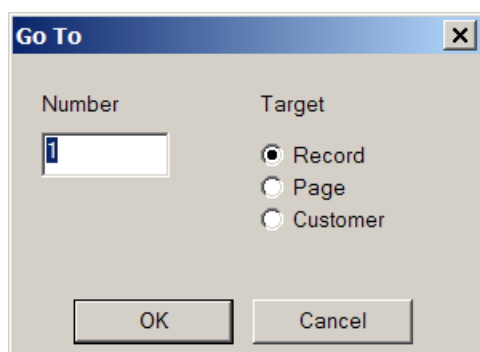 Go To
Number
Target
1
Record
Page
Customer
OK
Cancel